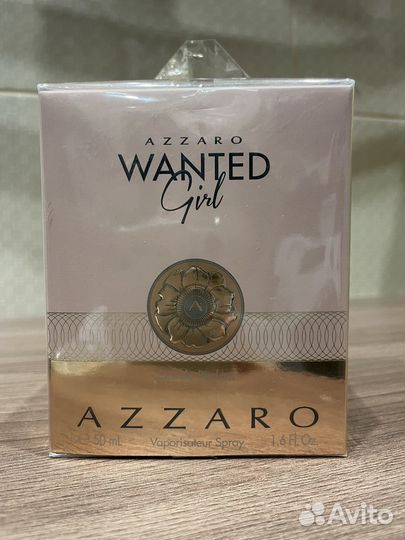 AZZARO
WANTED
Girl
A
AZZARO
50 mL Vaporisateur Spray 1.6 Fl. Oz.
Avito